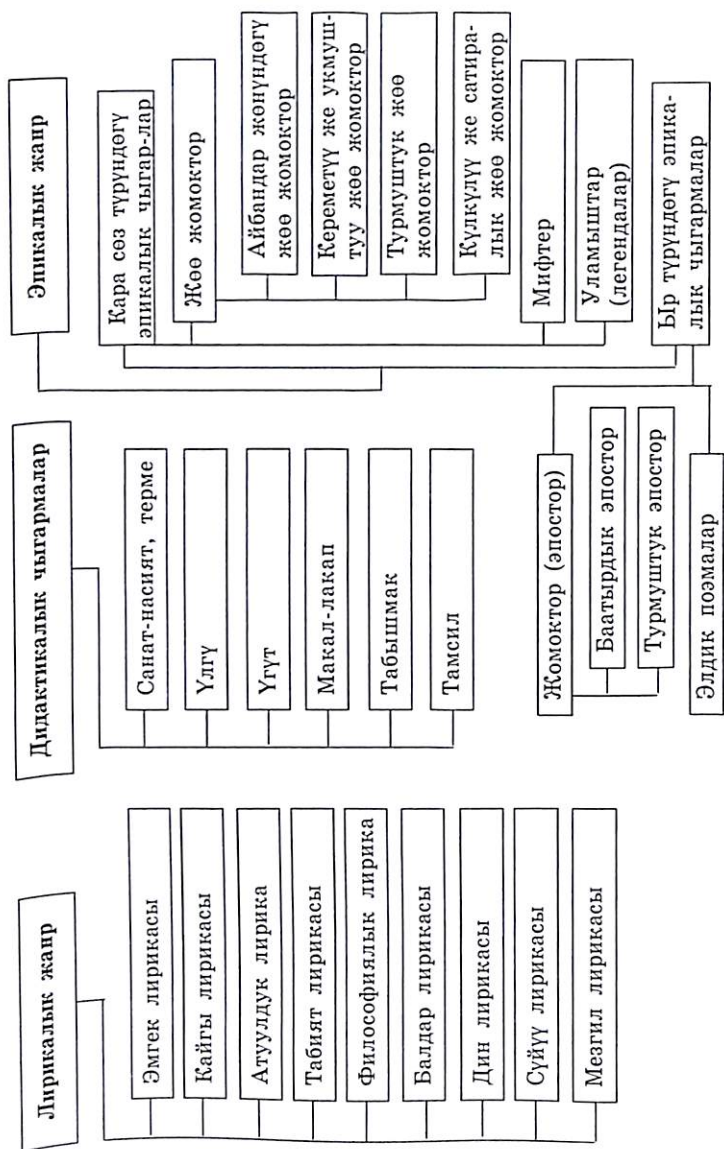 Лирикалык жанр
Эмгек лирикасы
Кайгы лирикасы
Атуулдук лирика
Табият лирикасы
Философиялык лирика
Балдар лирикасы
Дин лирикасы
Сүйүү лирикасы
Мезгил лирикасы
Дидактикалык чыгармалар
Санат-насият, терме
Үлгү
Үгүт
Макал-лакап
Табышмак
Тамсил
Эпикалык жанр
Кара сөз түрүндөгү
эпикалык чыгар-лар
Жөө жомоктор
Айбандар жөнүндөгү
жөө жомоктор
Кереметүү же укмуш-
туу жөө жомоктор
Турмуштук жөө
жомоктор
Күлкүлүү же сатира-
лык жөө жомоктор
Мифтер
Уламыштар
(легендалар)
Ыр түрүндөгү эпика-
лык чыгармалар
Жомоктор (эпостор)
Баатырдык эпостор
Турмуштук эпостор
Элдик поэмалар